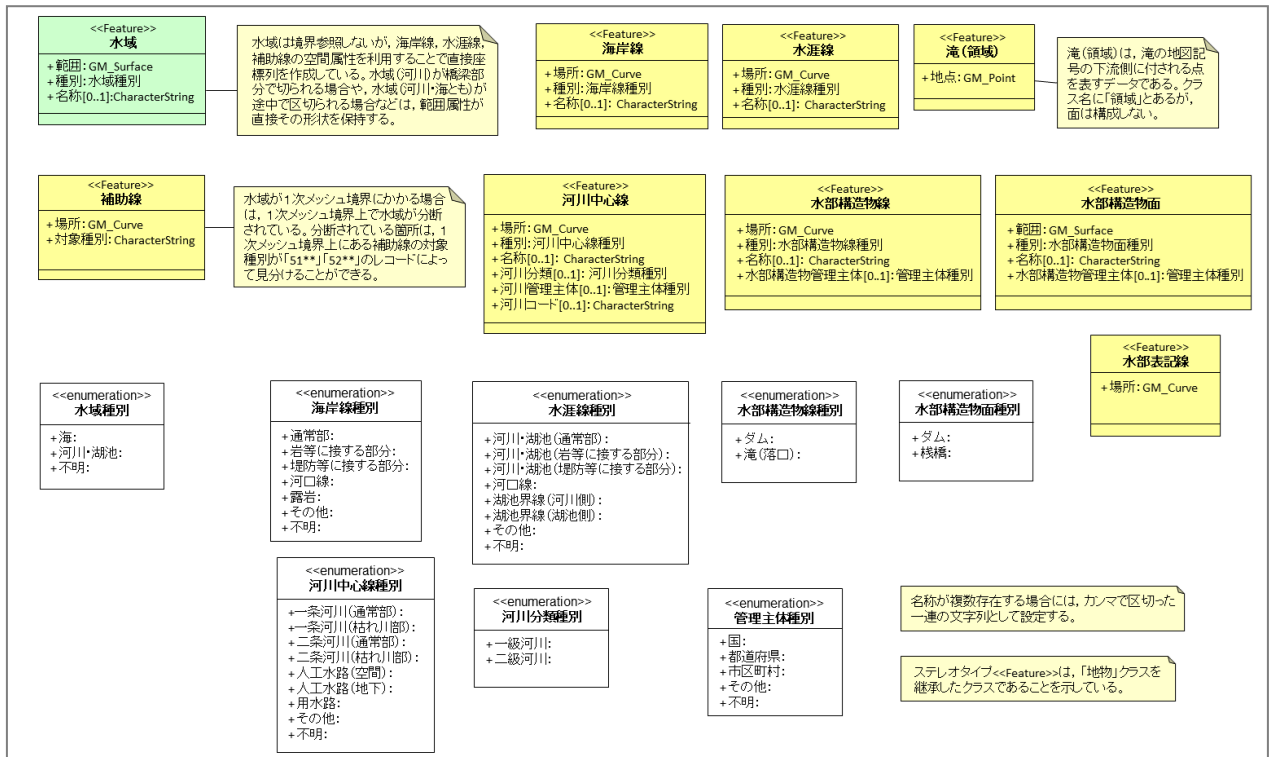 <<Feature>>
水域
+範囲:GM_Surface
+種別:水域種別
+名称[0..1]:CharacterString
水域は境界参照しないが,海岸線,水涯線,
補助線の空間属性を利用することで直接座
標列を作成している。水域(河川)が橋梁部
分で切られる場合や,水域(河川・海とも)が
途中で区切られる場合などは,範囲属性が
直接その形状を保持する。
<<Feature>>
海岸線
+場所:GM_Curve
+種別:海岸線種別
+名称[0..1]: CharacterString
<<Feature>>
水涯線
+場所:GM_Curve
+種別:水涯線種別
+名称[0..1]: CharacterString
<<Feature>>
滝(領域)
+地点:GM_Point
滝(領域)は,滝の地図記
号の下流側に付される点
を表すデータである。クラ
ス名に「領域」とあるが,
面は構成しない。
<<Feature>>
補助線
+場所:GM_Curve
+対象種別:CharacterString
水域が1次メッシュ境界にかかる場合
は,1次メッシュ境界上で水域が分断
されている。分断されている箇所は,1
次メッシュ境界上にある補助線の対象
種別が「51**」「52**」のレコードによっ
て見分けることができる。
<<Feature>>
河川中心線
+場所:GM_Curve
+種別:河川中心線種別
+名称[0..1]: CharacterString
+河川分類[0..1]:河川分類種別
+河川管理主体[0..1]:管理主体種別
+河川コード[0..1]: CharacterString
<<Feature>>
水部構造物線
+場所:GM_Curve
+種別:水部構造物線種別
+名称[0..1]: CharacterString
+水部構造物管理主体[0..1]:管理主体種別
<<Feature>>
水部構造物面
+範囲:GM_Surface
+種別:水部構造物面種別
+名称[0..1]: CharacterString
+水部構造物管理主体[0..1]:管理主体種別
<<Feature>>
水部表記線
+場所:GM_Curve
<<enumeration>>
水域種別
+海:
+河川・湖池:
+不明:
<<enumeration>>
海岸線種別
+通常部:
+岩等に接する部分:
+堤防等に接する部分:
+河口線:
+露岩:
+その他:
+不明:
<<enumeration>>
水涯線種別
+河川・湖池(通常部):
+河川・湖池(岩等に接する部分):
+河川・湖池(堤防等に接する部分):
+河口線:
+湖池界線(河川側):
+湖池界線(湖池側):
+その他:
+不明:
<<enumeration>>
水部構造物線種別
+ダム:
+滝(落口):
<<enumeration>>
水部構造物面種別
+ダム:
+桟橋:
<<enumeration>>
河川中心線種別
+一条河川(通常部):
+一条河川(枯れ川部):
+二条河川(通常部):
+二条河川(枯れ川部):
+人工水路(空間):
+人工水路(地下):
+用水路:
+その他:
+不明:
<<enumeration>>
河川分類種別
+一級河川:
+二級河川:
<<enumeration>>
管理主体種別
+国:
+都道府県:
+市区町村:
+その他:
+不明:
名称が複数存在する場合には,カンマで区切った
一連の文字列として設定する。
ステレオタイプ<<Feature>>は,「地物」クラスを
継承したクラスであることを示している。